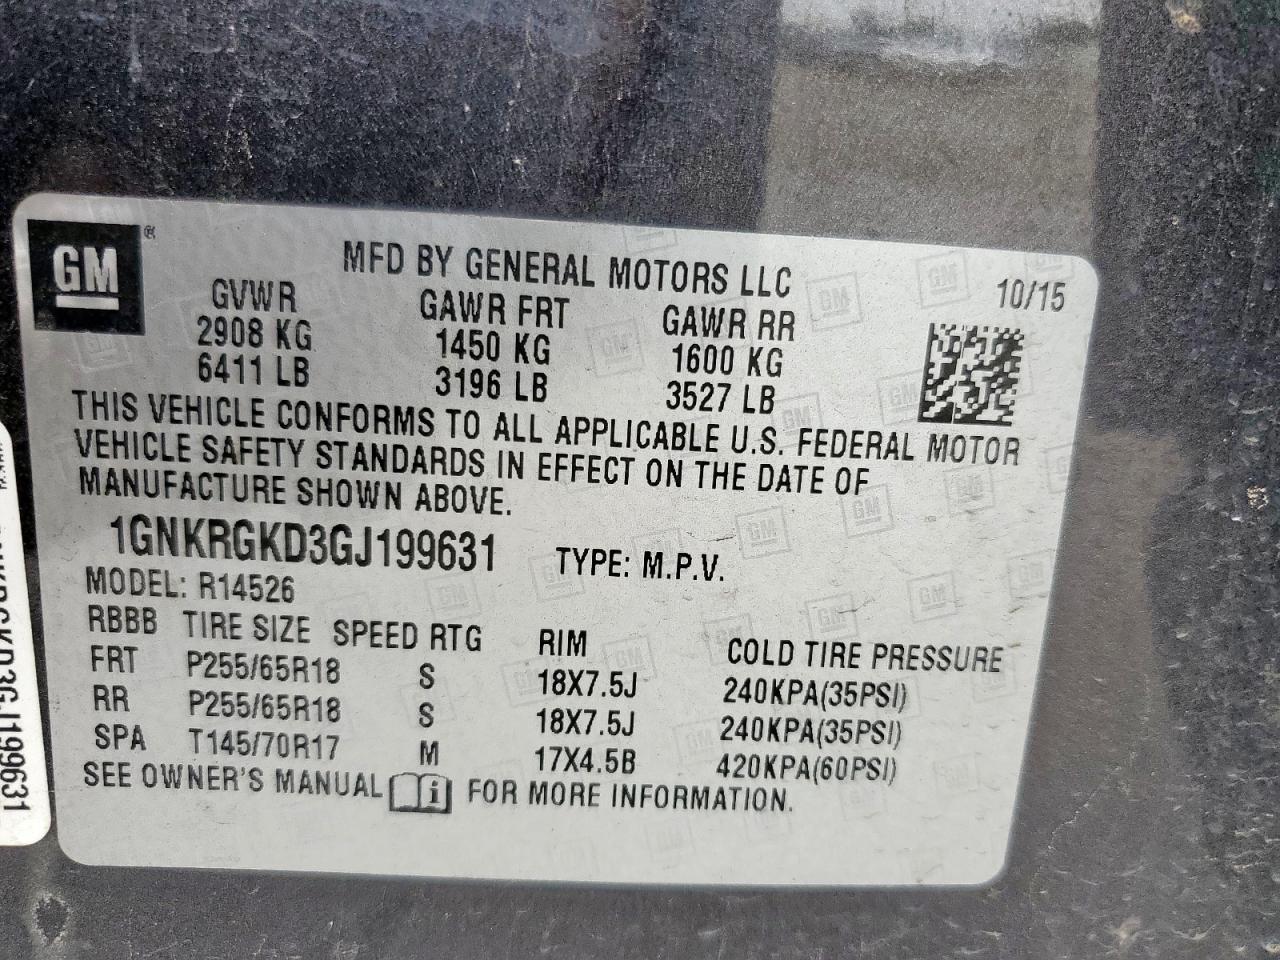 GM
MFD BY GENERAL MOTORS LLC
10/15
GVWR GAWR FRT GAWR RR
2908 KG 1450 KG 1600 KG
6411 LB 3196 LB 3527 LB
THIS VEHICLE CONFORMS TO ALL APPLICABLE U.S. FEDERAL MOTOR
VEHICLE SAFETY STANDARDS IN EFFECT ON THE DATE OF
MANUFACTURE SHOWN ABOVE.
1GNKRGKD3GJ199631 TYPE: M.P.V.
MODEL: R14526
RBBB TIRE SIZE SPEED RTG RIM COLD TIRE PRESSURE
FRT P255/65R18 S 18X7.5J 240KPA(35PSI)
RR P255/65R18 S 18X7.5J 240KPA(35PSI)
SPA T145/70R17 M 17X4.5B 420KPA(60PSI)
SEE OWNER'S MANUAL i FOR MORE INFORMATION.